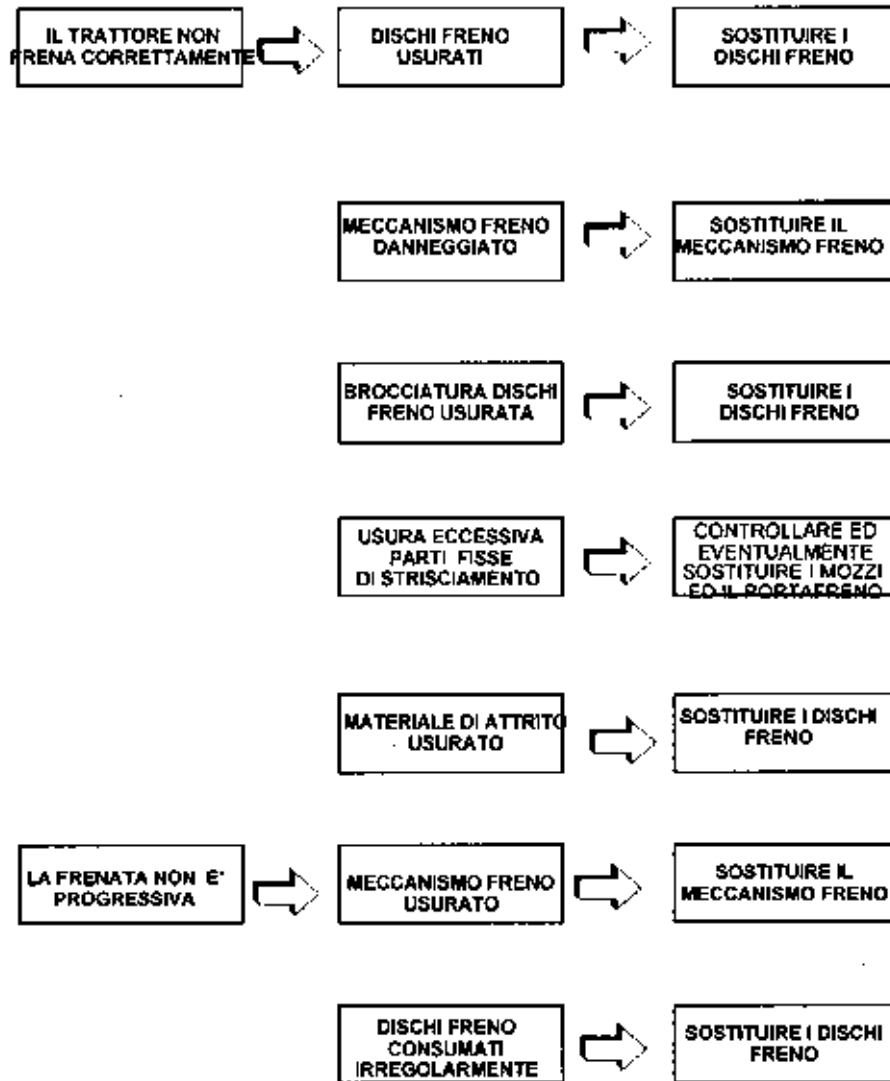 IL TRATTORE NON
FRENA CORRETTAMENTE
DISCHI FRENO
USURATI
SOSTITUIRE I
DISCHI FRENO
MECCANISMO FRENO
DANNEGGIATO
SOSTITUIRE IL
MECCANISMO FRENO
BROCCIATURA DISCHI
FRENO USURATA
SOSTITUIRE I
DISCHI FRENO
USURA ECCESSIVA
PARTI FISSE
DI STRISCIAMENTO
CONTROLLARE ED
EVENTUALMENTE
SOSTITUIRE I MOZZI
ED IL PORTAFRENO
MATERIALE DI ATTRITO
USURATO
SOSTITUIRE I DISCHI
FRENO
LA FRENATA NON E'
PROGRESSIVA
MECCANISMO FRENO
USURATO
SOSTITUIRE IL
MECCANISMO FRENO
DISCHI FRENO
CONSUMATI
IRREGOLARMENTE
SOSTITUIRE I DISCHI
FRENO